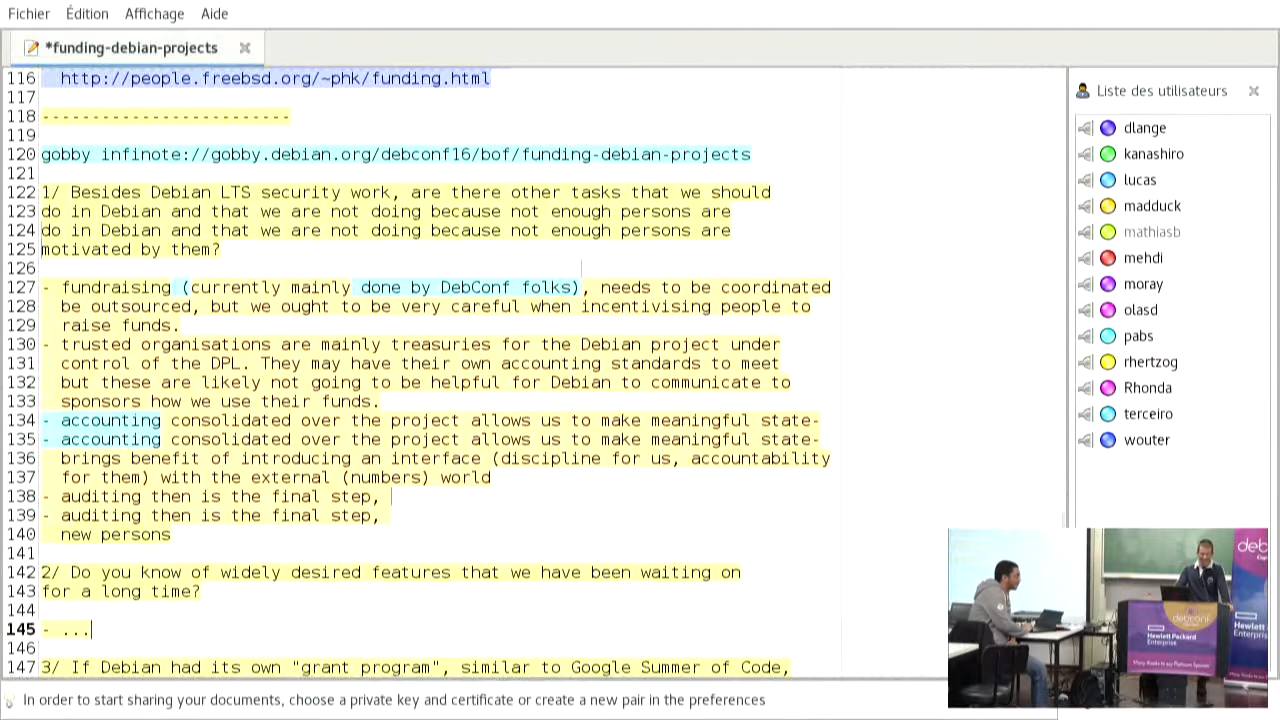 Fichier Édition Affichage Aide
*funding-debian-projects
116 http://people.freebsd.org/~phk/funding.html
117
118 -------------------------
119
120 gobby infinote://gobby.debian.org/debconf16/bof/funding-debian-projects
121
122 1/ Besides Debian LTS security work, are there other tasks that we should
123 do in Debian and that we are not doing because not enough persons are
124 do in Debian and that we are not doing because not enough persons are
125 motivated by them?
126
127 - fundraising (currently mainly done by DebConf folks), needs to be coordinated
128 be outsourced, but we ought to be very careful when incentivising people to
129 raise funds.
130 - trusted organisations are mainly treasuries for the Debian project under
131 control of the DPL. They may have their own accounting standards to meet
132 but these are likely not going to be helpful for Debian to communicate to
133 sponsors how we use their funds.
134 - accounting consolidated over the project allows us to make meaningful state-
135 - accounting consolidated over the project allows us to make meaningful state-
136 brings benefit of introducing an interface (discipline for us, accountability
137 for them) with the external (numbers) world
138 - auditing then is the final step,
139 - auditing then is the final step,
140 new persons
141
142 2/ Do you know of widely desired features that we have been waiting on
143 for a long time?
144
145 - ...
146
147 3/ If Debian had its own "grant program", similar to Google Summer of Code,
Liste des utilisateurs
dlange
kanashiro
lucas
madduck
mathiasb
mehdi
moray
olasd
pabs
rhertzog
Rhonda
terceiro
wouter
deb
debconf
Hewlett Packard
Enterprise
Hewlett
Enterpris
In order to start sharing your documents, choose a private key and certificate or create a new pair in the preferences